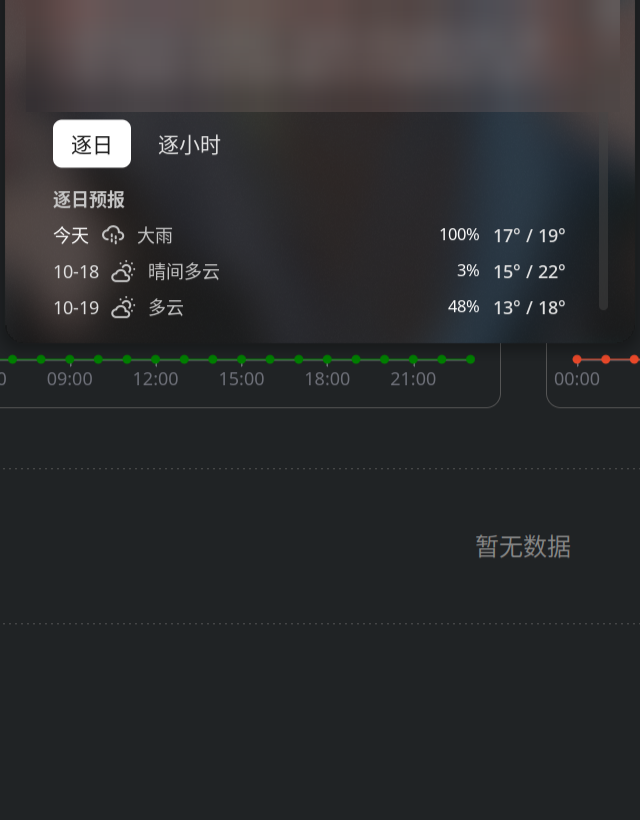 逐日 逐小时
逐日预报
今天 大雨 100% 17° / 19°
10-18 晴间多云 3% 15° / 22°
10-19 多云 48% 13° / 18°
0 09:00 12:00 15:00 18:00 21:00 00:00
暂无数据